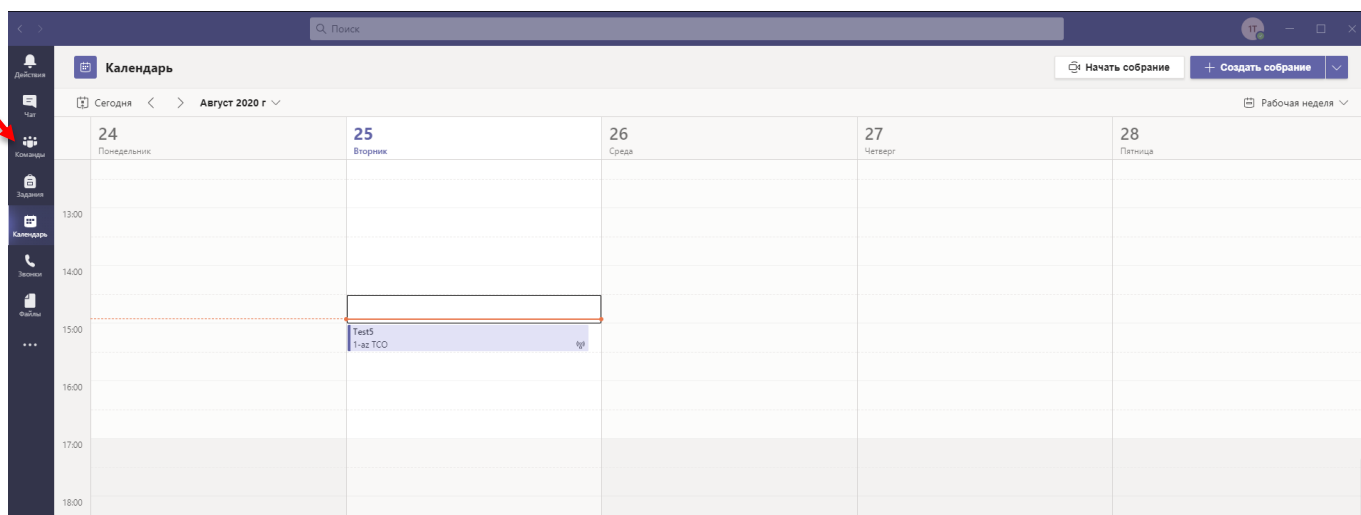 Поиск
1T
Действия
Чат
Команды
Задания
Календарь
Звонки
Файлы
Календарь
Начать собрание
+ Создать собрание
Сегодня
Август 2020 г
Рабочая неделя
24
Понедельник
25
Вторник
26
Среда
27
Четверг
28
Пятница
13:00
14:00
15:00
16:00
17:00
18:00
Test5
1-az TCO